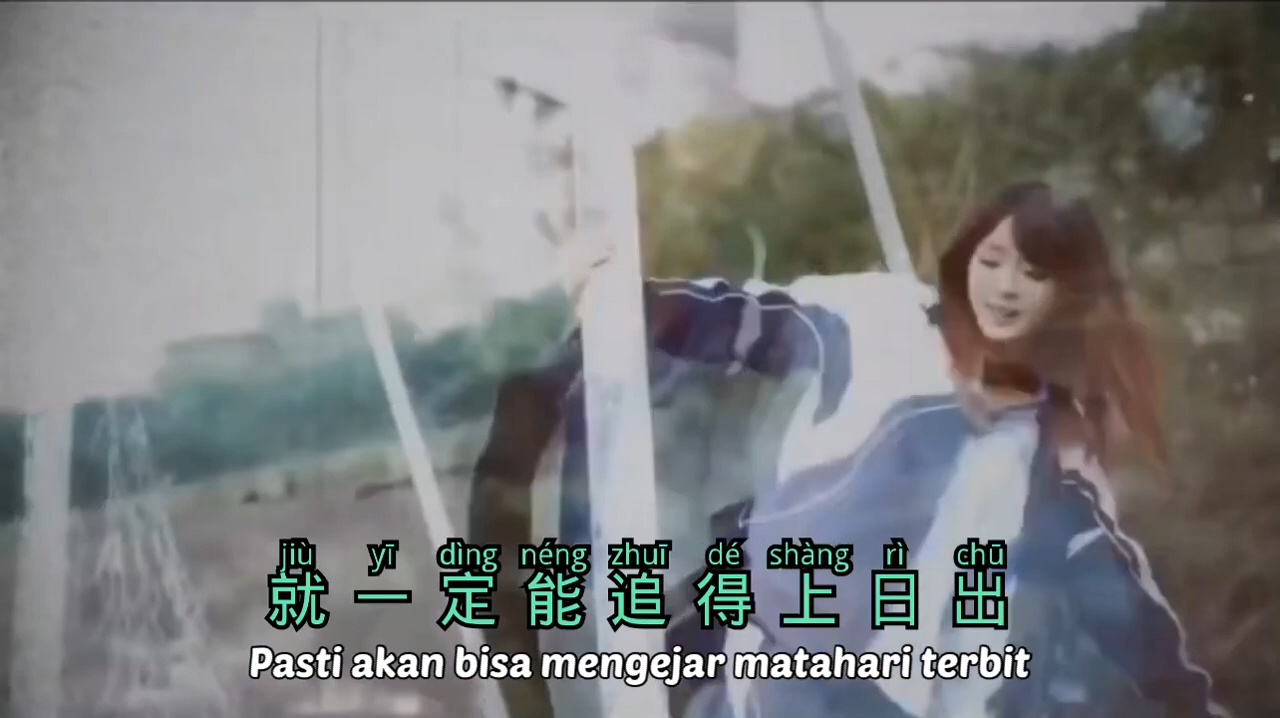 jiù yī dìng néng zhuī dé shàng rì chū
就一定能追得上日出
Pasti akan bisa mengejar matahari terbit